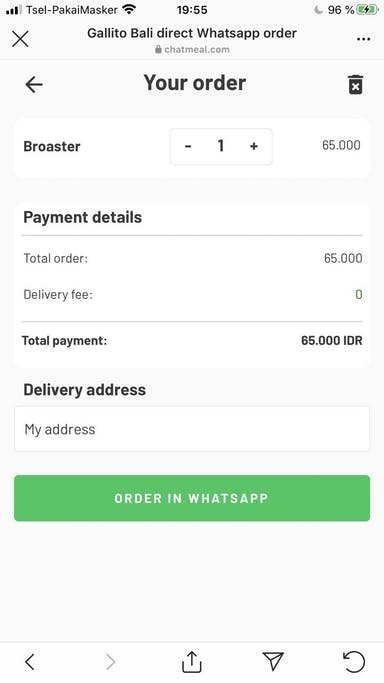 Tsel-PakaiMasker 19:55 96 %
Gallito Bali direct Whatsapp order
chatmeal.com
Your order
Broaster - 1 + 65.000
Payment details
Total order: 65.000
Delivery fee: 0
Total payment: 65.000 IDR
Delivery address
My address
ORDER IN WHATSAPP